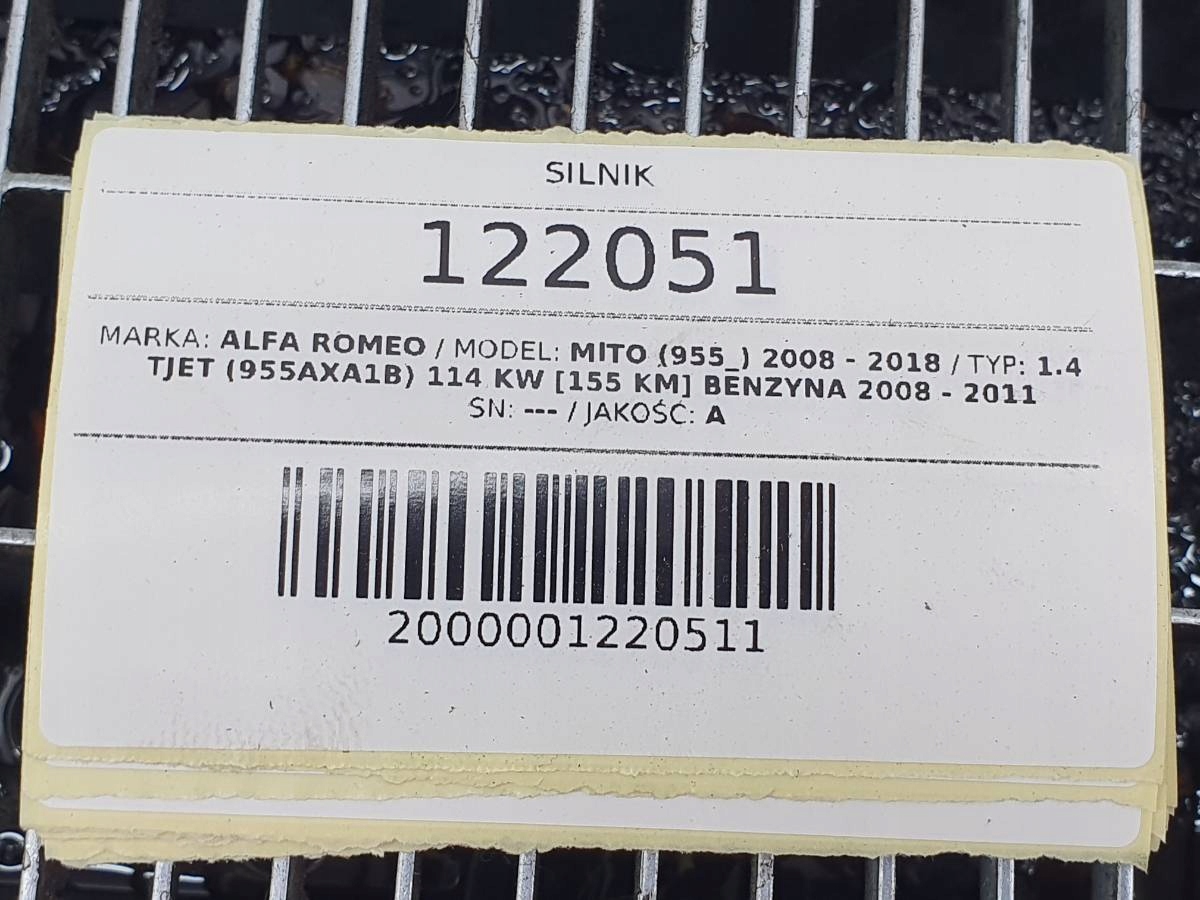 SILNIK
122051
MARKA: ALFA ROMEO / MODEL: MITO (955_) 2008 - 2018 / TYP: 1.4
TJET (955AXA1B) 114 KW [155 KM] BENZYNA 2008 - 2011
SN: --- / JAKOŚĆ: A
2000001220511